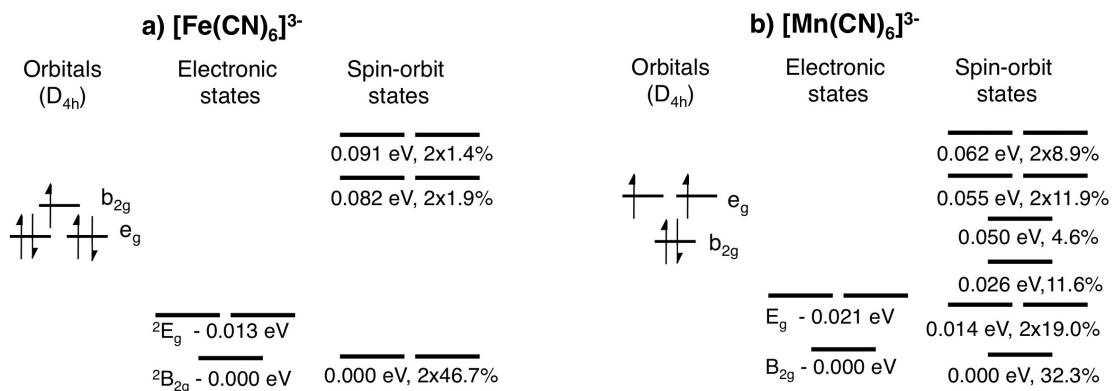 a) [Fe(CN)6]3-
Orbitals
(D4h)
Electronic
states
Spin-orbit
states
0.091 eV, 2x1.4%
0.082 eV, 2x1.9%
b2g
eg
2Eg - 0.013 eV
2B2g - 0.000 eV
0.000 eV, 2x46.7%
b) [Mn(CN)6]3-
Orbitals
(D4h)
Electronic
states
Spin-orbit
states
0.062 eV, 2x8.9%
0.055 eV, 2x11.9%
eg
0.050 eV, 4.6%
b2g
0.026 eV,11.6%
Eg - 0.021 eV
0.014 eV, 2x19.0%
B2g - 0.000 eV
0.000 eV, 32.3%